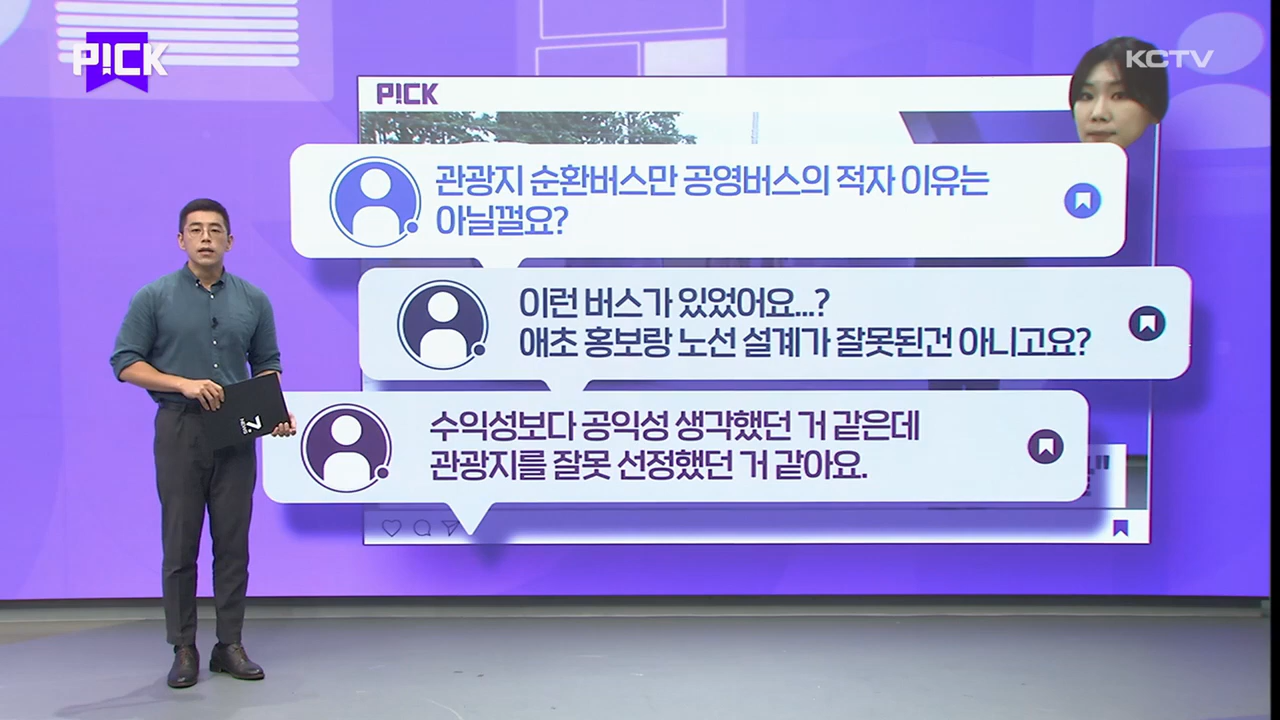 PICK
KCTV
PICK
관광지 순환버스만 공영버스의 적자 이유는
아닐껄요?
이런 버스가 있었어요...?
애초 홍보랑 노선 설계가 잘못된건 아니고요?
수익성보다 공익성 생각했던 거 같은데
관광지를 잘못 선정했던 거 같아요.
7.